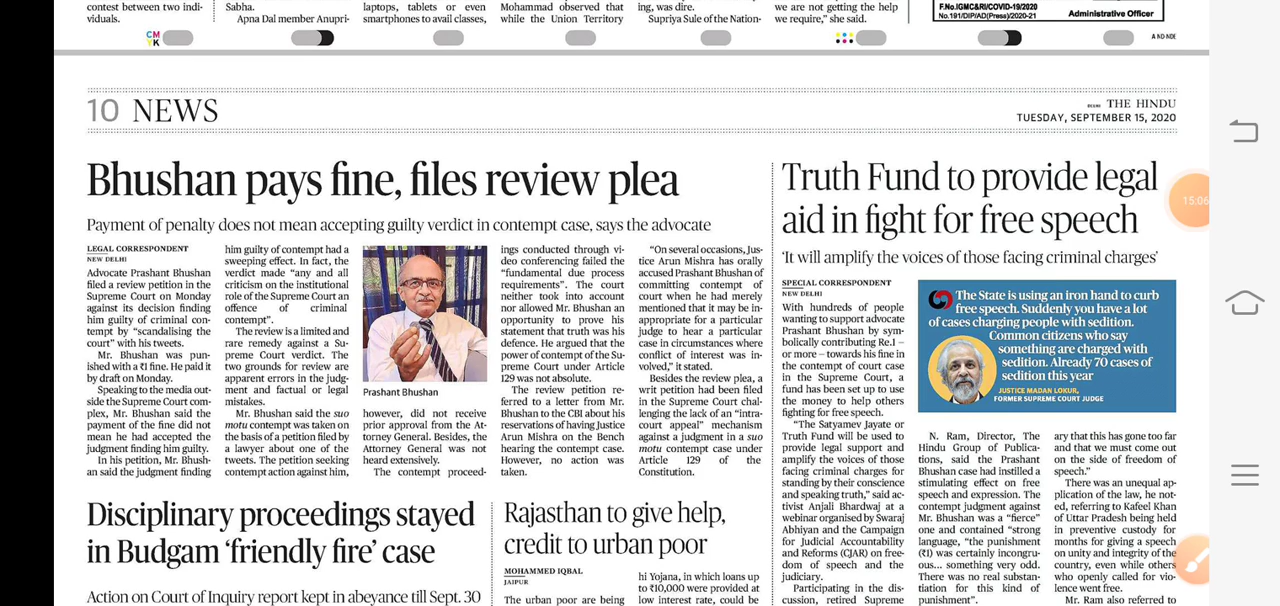 contest between two indi-
viduals.
Sabha.
Apna Dal member Anupri-
laptops, tablets or even
smartphones to avail classes,
Mohammad observed that
while the Union Territory
ing, was dire.
Supriya Sule of the Nation-
we are not getting the help
we require,” she said.
F.No.IGMC&RI/COVID-19/2020
No.191/DIP/AD(Press)/2020-21
Administrative Officer
CM
YK
A ND-NDE
10 NEWS
DELHI THE HINDU
TUESDAY, SEPTEMBER 15, 2020
Bhushan pays fine, files review plea
Payment of penalty does not mean accepting guilty verdict in contempt case, says the advocate
LEGAL CORRESPONDENT
NEW DELHI
Advocate Prashant Bhushan
filed a review petition in the
Supreme Court on Monday
against its decision finding
him guilty of criminal con-
tempt by “scandalising the
court” with his tweets.
Mr. Bhushan was pun-
ished with a ₹1 fine. He paid it
by draft on Monday.
Speaking to the media out-
side the Supreme Court com-
plex, Mr. Bhushan said the
payment of the fine did not
mean he had accepted the
judgment finding him guilty.
In his petition, Mr. Bhush-
an said the judgment finding
him guilty of contempt had a
sweeping effect. In fact, the
verdict made “any and all
criticism on the institutional
role of the Supreme Court an
offence of criminal
contempt”.
The review is a limited and
rare remedy against a Su-
preme Court verdict. The
two grounds for review are
apparent errors in the judg-
ment and factual or legal
mistakes.
Mr. Bhushan said the suo
motu contempt was taken on
the basis of a petition filed by
a lawyer about one of the
tweets. The petition seeking
contempt action against him,
Prashant Bhushan
however, did not receive
prior approval from the At-
torney General. Besides, the
Attorney General was not
heard extensively.
The contempt proceed-
ings conducted through vi-
deo conferencing failed the
“fundamental due process
requirements”. The court
neither took into account
nor allowed Mr. Bhushan an
opportunity to prove his
statement that truth was his
defence. He argued that the
power of contempt of the Su-
preme Court under Article
129 was not absolute.
The review petition re-
ferred to a letter from Mr.
Bhushan to the CBI about his
reservations of having Justice
Arun Mishra on the Bench
hearing the contempt case.
However, no action was
taken.
“On several occasions, Jus-
tice Arun Mishra has orally
accused Prashant Bhushan of
committing contempt of
court when he had merely
mentioned that it may be in-
appropriate for a particular
judge to hear a particular
case in circumstances where
conflict of interest was in-
volved,” it stated.
Besides the review plea, a
writ petition had been filed
in the Supreme Court chal-
lenging the lack of an “intra-
court appeal” mechanism
against a judgment in a suo
motu contempt case under
Article 129 of the
Constitution.
Truth Fund to provide legal
aid in fight for free speech
‘It will amplify the voices of those facing criminal charges’
SPECIAL CORRESPONDENT
NEW DELHI
With hundreds of people
wanting to support advocate
Prashant Bhushan by sym-
bolically contributing Re.1 –
or more – towards his fine in
the contempt of court case
in the Supreme Court, a
fund has been set up to use
the money to help others
fighting for free speech.
“The Satyamev Jayate or
Truth Fund will be used to
provide legal support and
amplify the voices of those
facing criminal charges for
standing by their conscience
and speaking truth,” said ac-
tivist Anjali Bhardwaj at a
webinar organised by Swaraj
Abhiyan and the Campaign
for Judicial Accountability
and Reforms (CJAR) on free-
dom of speech and the
judiciary.
Participating in the dis-
cussion, retired Supreme
The State is using an iron hand to curb
free speech. Suddenly you have a lot
of cases charging people with sedition.
Common citizens who say
something are charged with
sedition. Already 70 cases of
sedition this year
JUSTICE MADAN LOKUR,
FORMER SUPREME COURT JUDGE
N. Ram, Director, The
Hindu Group of Publica-
tions, said the Prashant
Bhushan case had instilled a
stimulating effect on free
speech and expression. The
contempt judgment against
Mr. Bhushan was a “fierce”
one and contained “strong
language, “the punishment
(₹1) was certainly incongru-
ous... something very odd.
There was no real substan-
tiation for this kind of
punishment”.
ary that this has gone too far
and that we must come out
on the side of freedom of
speech.”
There was an unequal ap-
plication of the law, he not-
ed, referring to Kafeel Khan
of Uttar Pradesh being held
in preventive custody for
months for giving a speech
on unity and integrity of the
country, even while others
who openly called for vio-
lence went free.
Mr. Ram also referred to
15:06
Disciplinary proceedings stayed
in Budgam ‘friendly fire’ case
Action on Court of Inquiry report kept in abeyance till Sept. 30
Rajasthan to give help,
credit to urban poor
MOHAMMED IQBAL
JAIPUR
The urban poor are being
hi Yojana, in which loans up
to ₹10,000 were provided at
low interest rate, could be